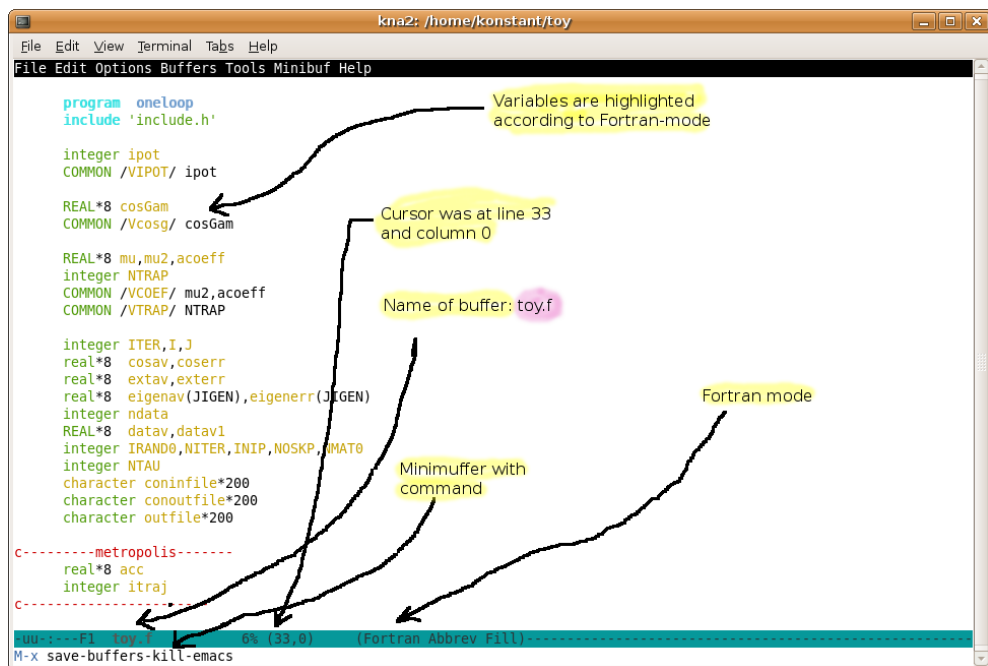 kna2: /home/konstant/toy
File Edit View Terminal Tabs Help
File Edit Options Buffers Tools Minibuf Help
program oneloop
include 'include.h'
Variables are highlighted
according to Fortran-mode
integer ipot
COMMON /VIPOT/ ipot
REAL*8 cosGam
COMMON /Vcosg/ cosGam
Cursor was at line 33
and column 0
REAL*8 mu,mu2,acoeff
integer NTRAP
COMMON /VCOEF/ mu2,acoeff
COMMON /VTRAP/ NTRAP
Name of buffer: toy.f
integer ITER,I,J
real*8 cosav,coserr
real*8 extav,exterr
real*8 eigenav(JIGEN),eigenerr(JIGEN)
integer ndata
REAL*8 datav,datav1
integer IRAND0,NITER,INIP,NOSKP,NMAT0
integer NTAU
character coninfile*200
character conoutfile*200
character outfile*200
Fortran mode
Minimuffer with
command
c---------metropolis-------
real*8 acc
integer itraj
c-----------------------
-uu-:---F1 toy.f 6% (33,0) (Fortran Abbrev Fill)-------------------------------------------------------
M-x save-buffers-kill-emacs